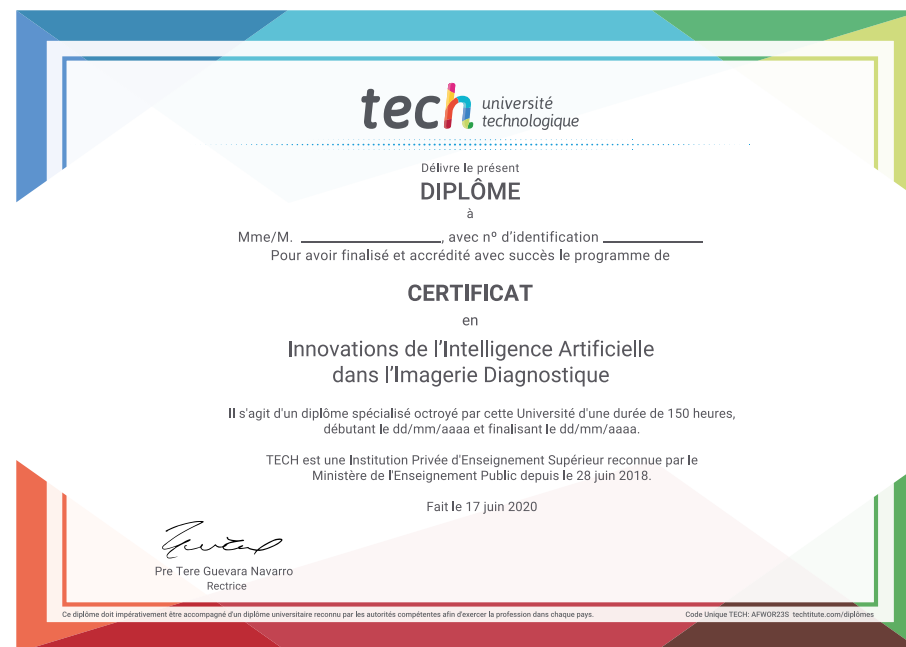 tech université
technologique
Délivre le présent
DIPLÔME
à
Mme/M. ____________________, avec nº d'identification ______________
Pour avoir finalisé et accrédité avec succès le programme de
CERTIFICAT
en
Innovations de l'Intelligence Artificielle
dans l'Imagerie Diagnostique
Il s'agit d'un diplôme spécialisé octroyé par cette Université d'une durée de 150 heures,
débutant le dd/mm/aaaa et finalisant le dd/mm/aaaa.
TECH est une Institution Privée d'Enseignement Supérieur reconnue par le
Ministère de l'Enseignement Public depuis le 28 juin 2018.
Fait le 17 juin 2020
Pre Tere Guevara Navarro
Rectrice
Ce diplôme doit impérativement être accompagné d'un diplôme universitaire reconnu par les autorités compétentes afin d'exercer la profession dans chaque pays.
Code Unique TECH: AFWOR23S techtitute.com/diplômes